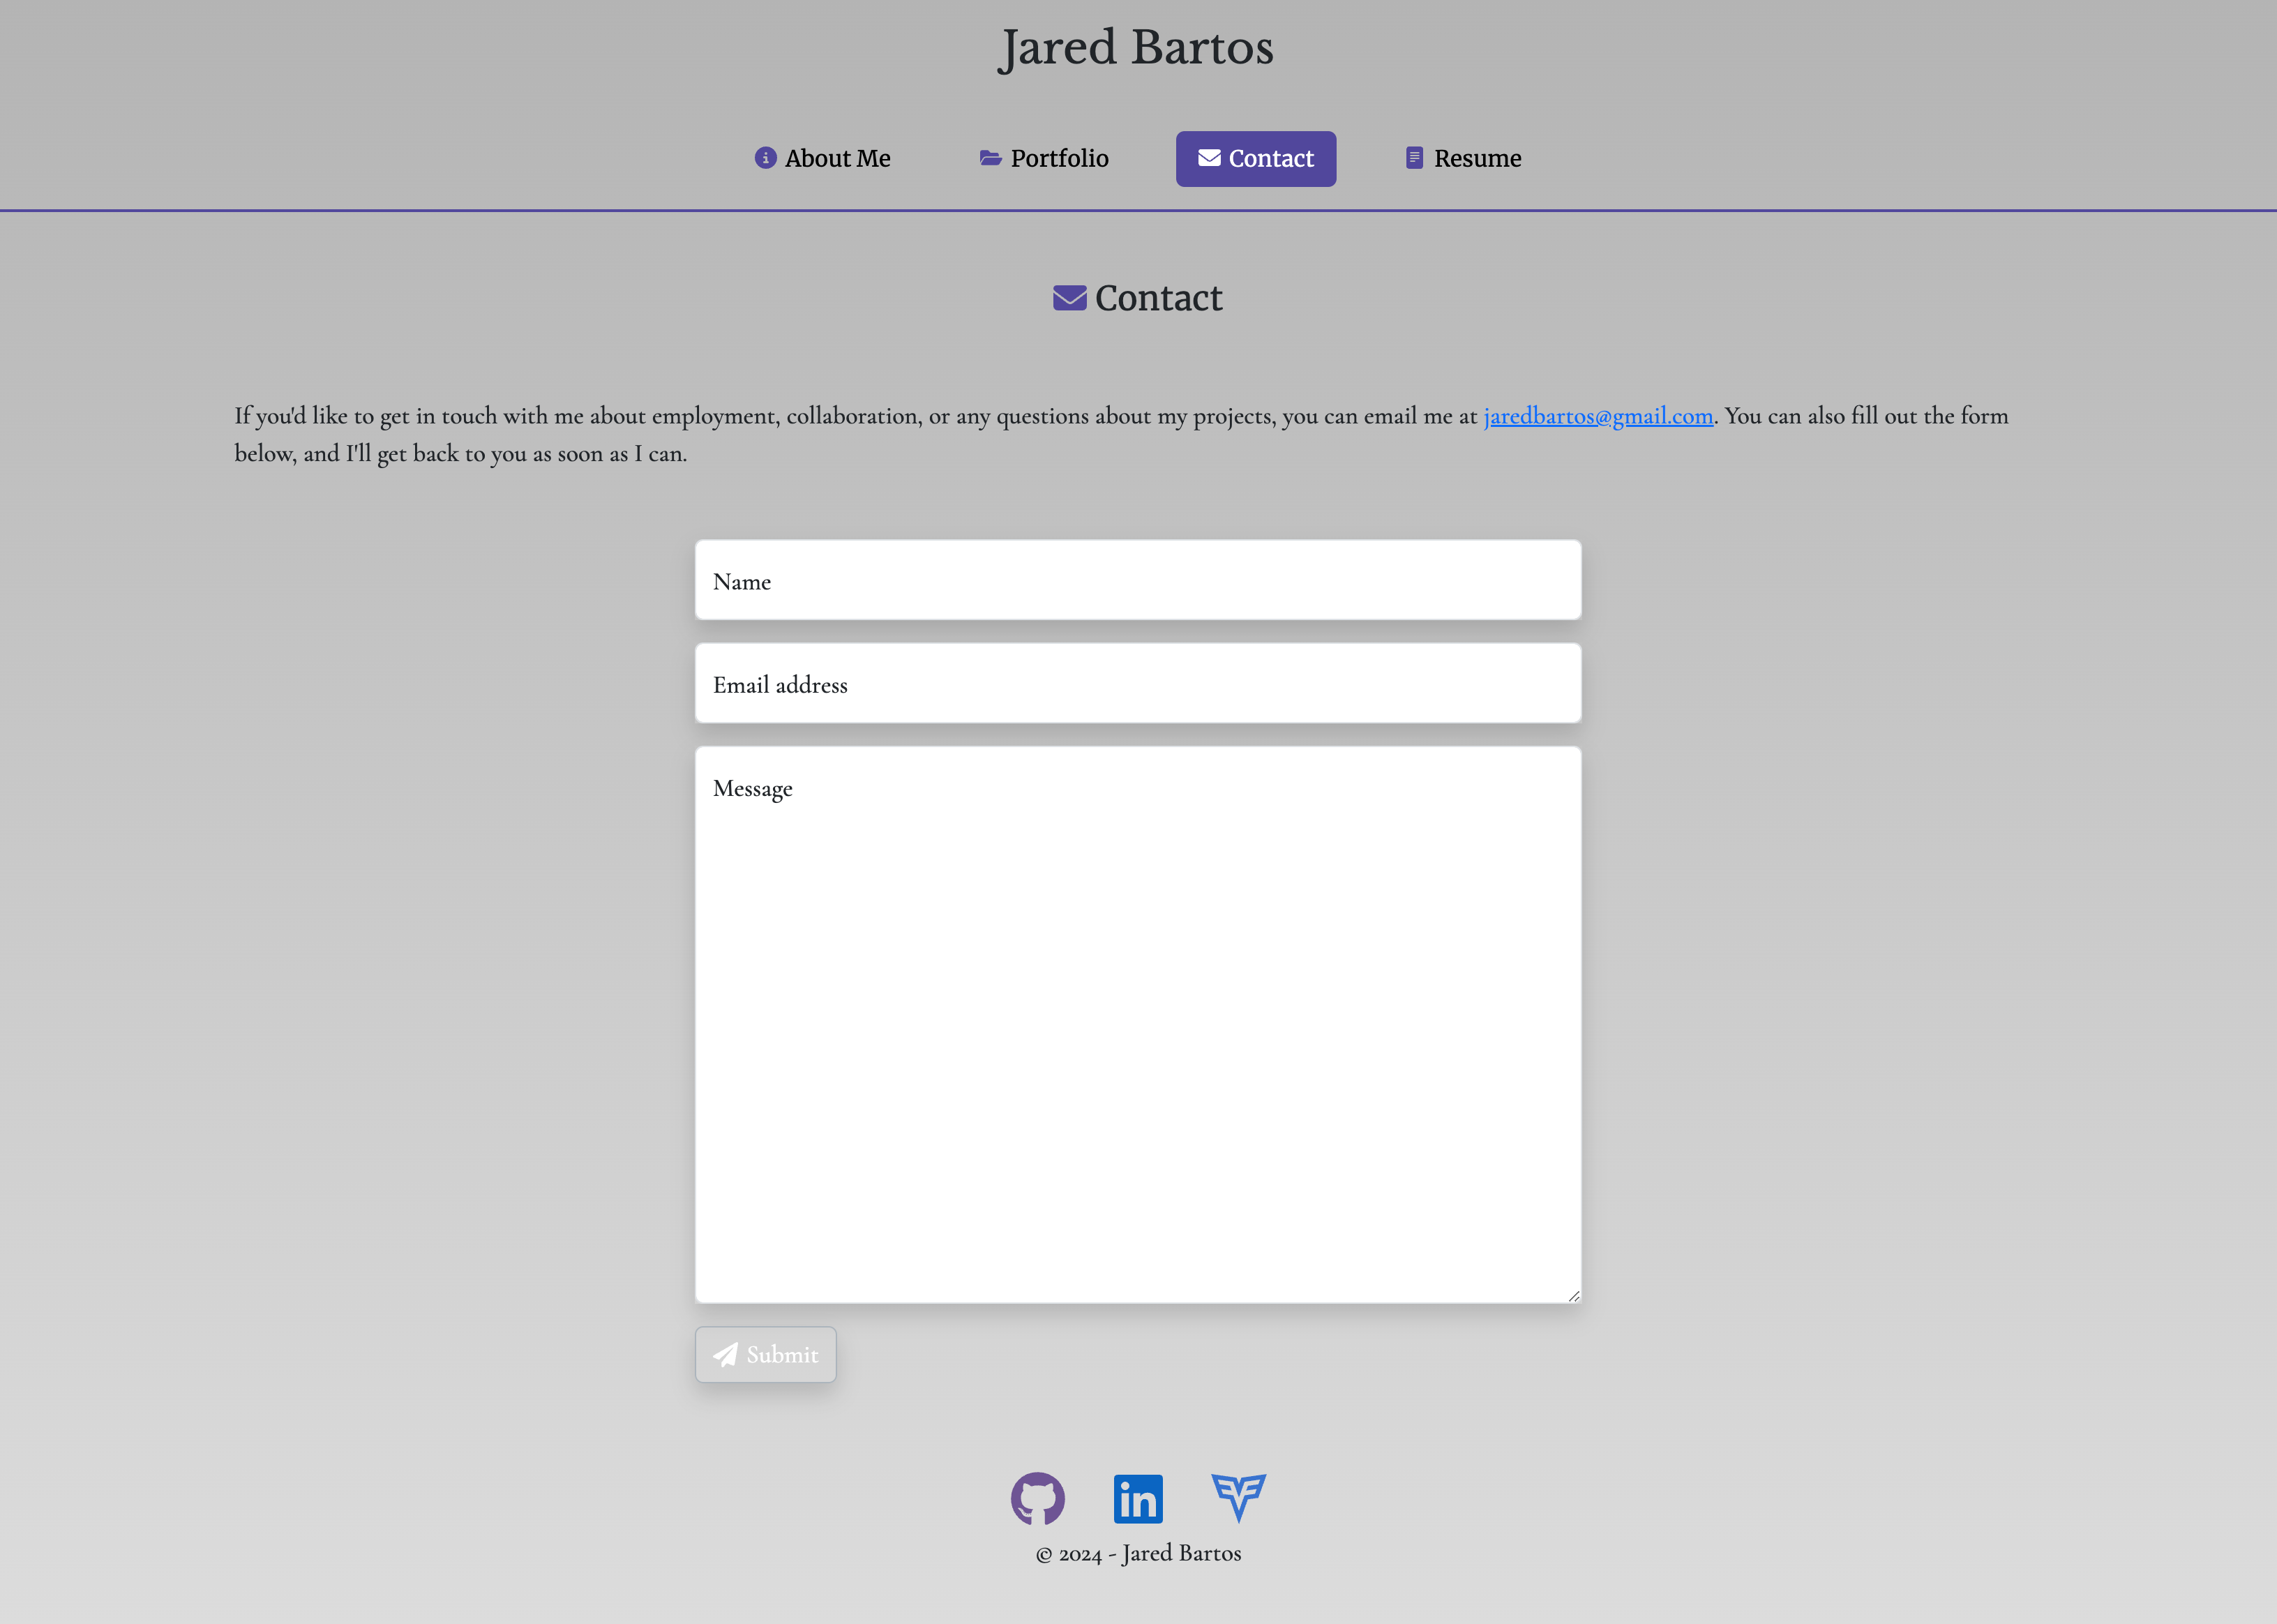 Jared Bartos
About Me Portfolio Contact Resume
Contact
If you'd like to get in touch with me about employment, collaboration, or any questions about my projects, you can email me at jaredbartos@gmail.com. You can also fill out the form
below, and I'll get back to you as soon as I can.
Name
Email address
Message
Submit
in
© 2024 - Jared Bartos